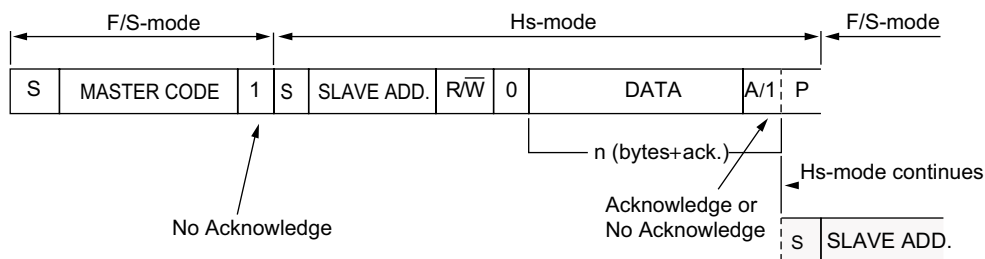 F/S-mode Hs-mode F/S-mode
S MASTER CODE 1 S SLAVE ADD. R/W̅ 0 DATA A/1 P
n (bytes+ack.)
Hs-mode continues
No Acknowledge
Acknowledge or
No Acknowledge
S SLAVE ADD.